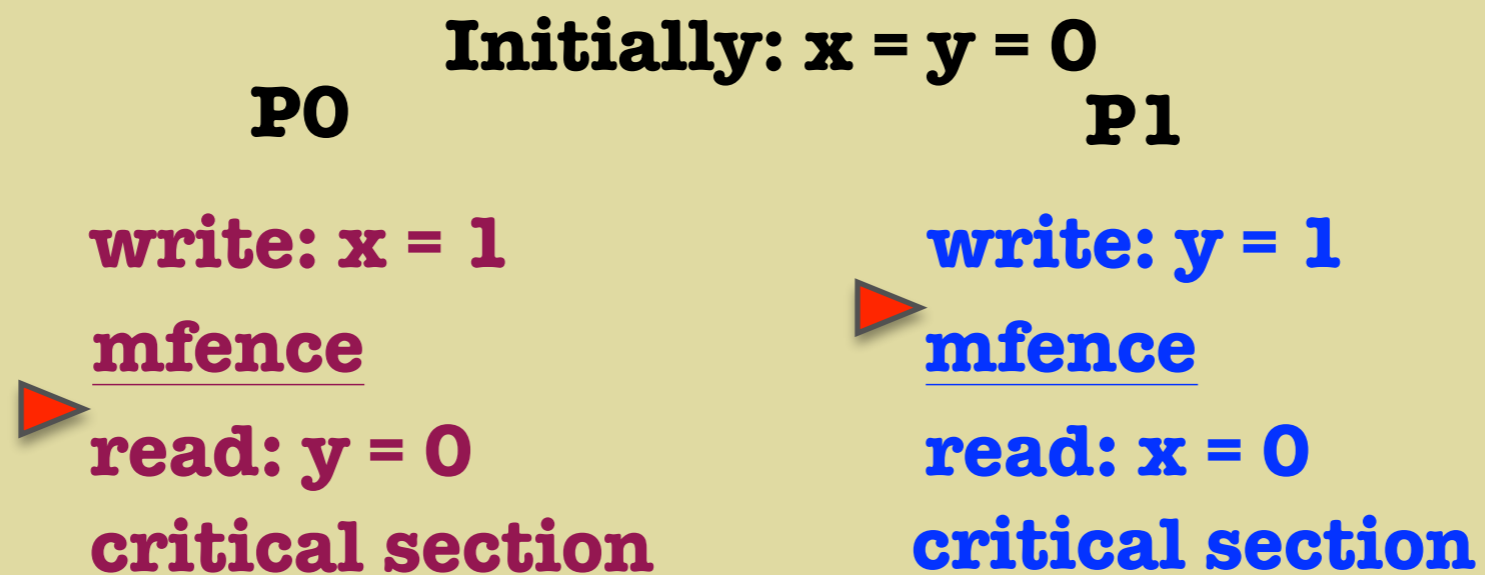 Initially: x = y = 0
P0
P1
write: x = 1
mfence
read: y = 0
critical section
write: y = 1
mfence
read: x = 0
critical section